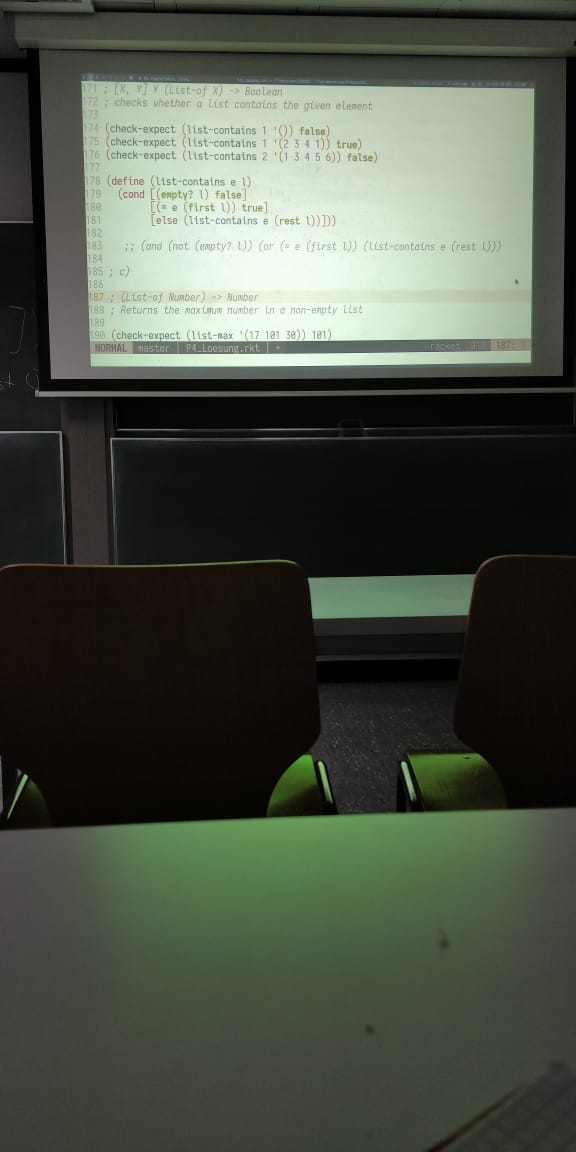 171 ; [X, Y] Y (List-of X) -> Boolean
172 ; checks whether a list contains the given element
173
174 (check-expect (list-contains 1 '()) false)
175 (check-expect (list-contains 1 '(2 3 4 1)) true)
176 (check-expect (list-contains 2 '(1 3 4 5 6)) false)
177
178 (define (list-contains e l)
179 (cond [(empty? l) false]
180 [(= e (first l)) true]
181 [else (list-contains e (rest l))]))
182
183 ;; (and (not (empty? l)) (or (= e (first l)) (list-contains e (rest l)))
184
185 ; c)
186
187 ; (List-of Number) -> Number
188 ; Returns the maximum number in a non-empty list
189
190 (check-expect (list-max '(17 101 30)) 101)
NORMAL master | P4_Loesung.rkt | + racket 187: